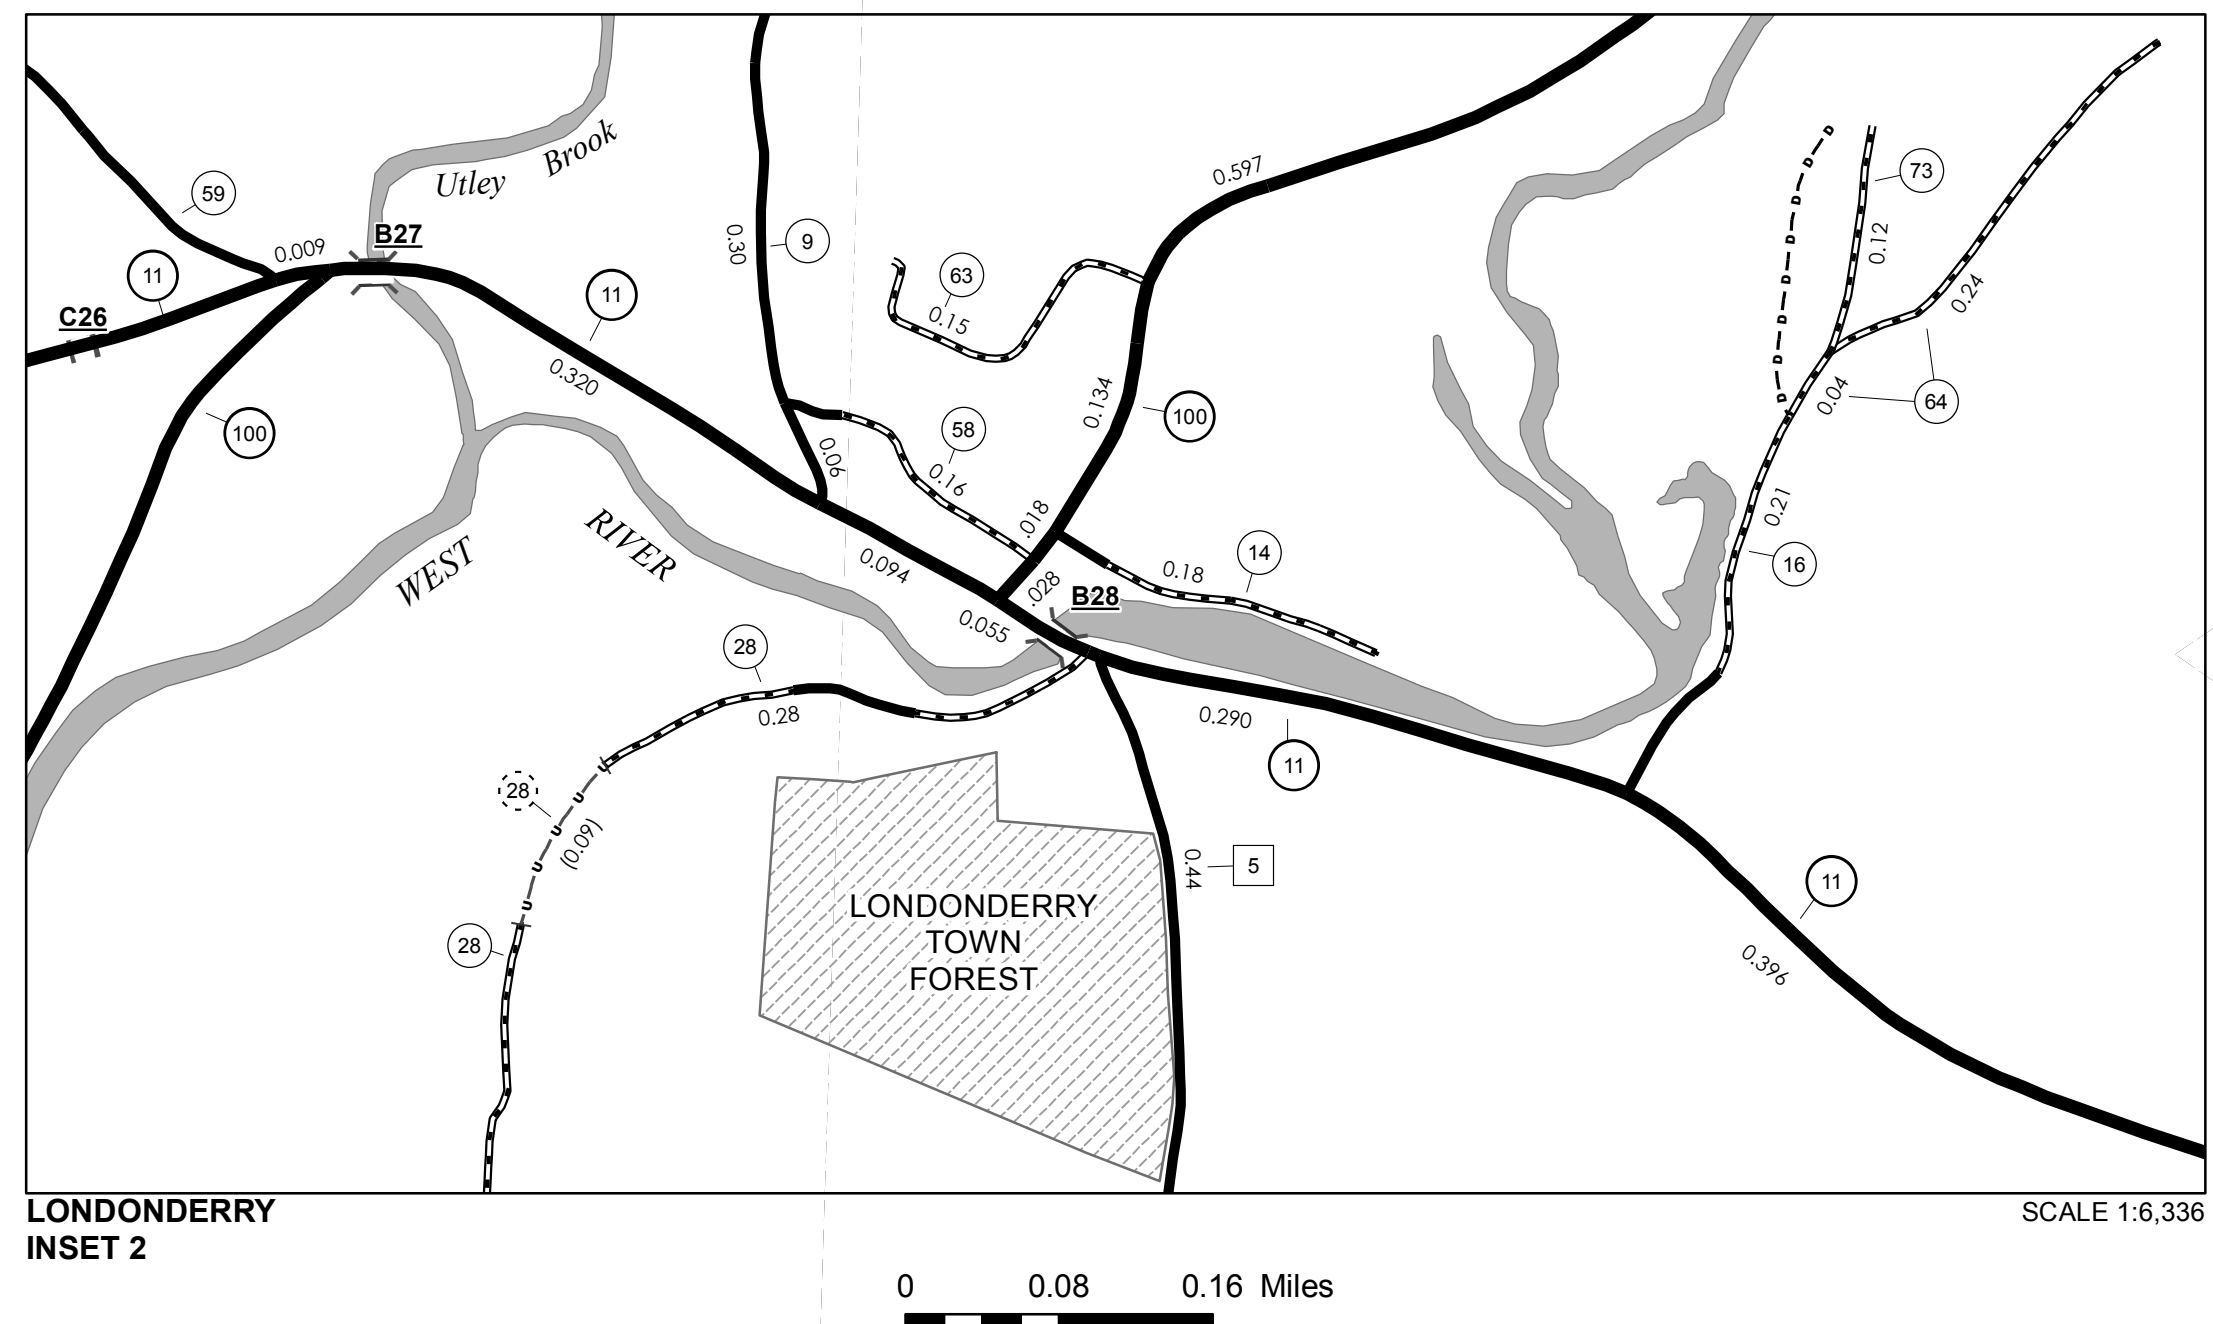 Utley
Brook
59
0.009
B27
11
C26
100
11
0.320
0.30
9
63
0.15
0.597
73
0.12
0.24
0.04
64
0.134
100
58
0.16
0.06
.018
0.21
16
14
0.18
WEST
RIVER
0.094
.028
B28
0.055
28
0.28
0.290
11
28
(0.09)
28
0.44
5
LONDONDERRY
TOWN
FOREST
11
0.396
D
D
D
D
D
D
D
U
U
U
U
U
LONDONDERRY
INSET 2
SCALE 1:6,336
0 0.08 0.16 Miles